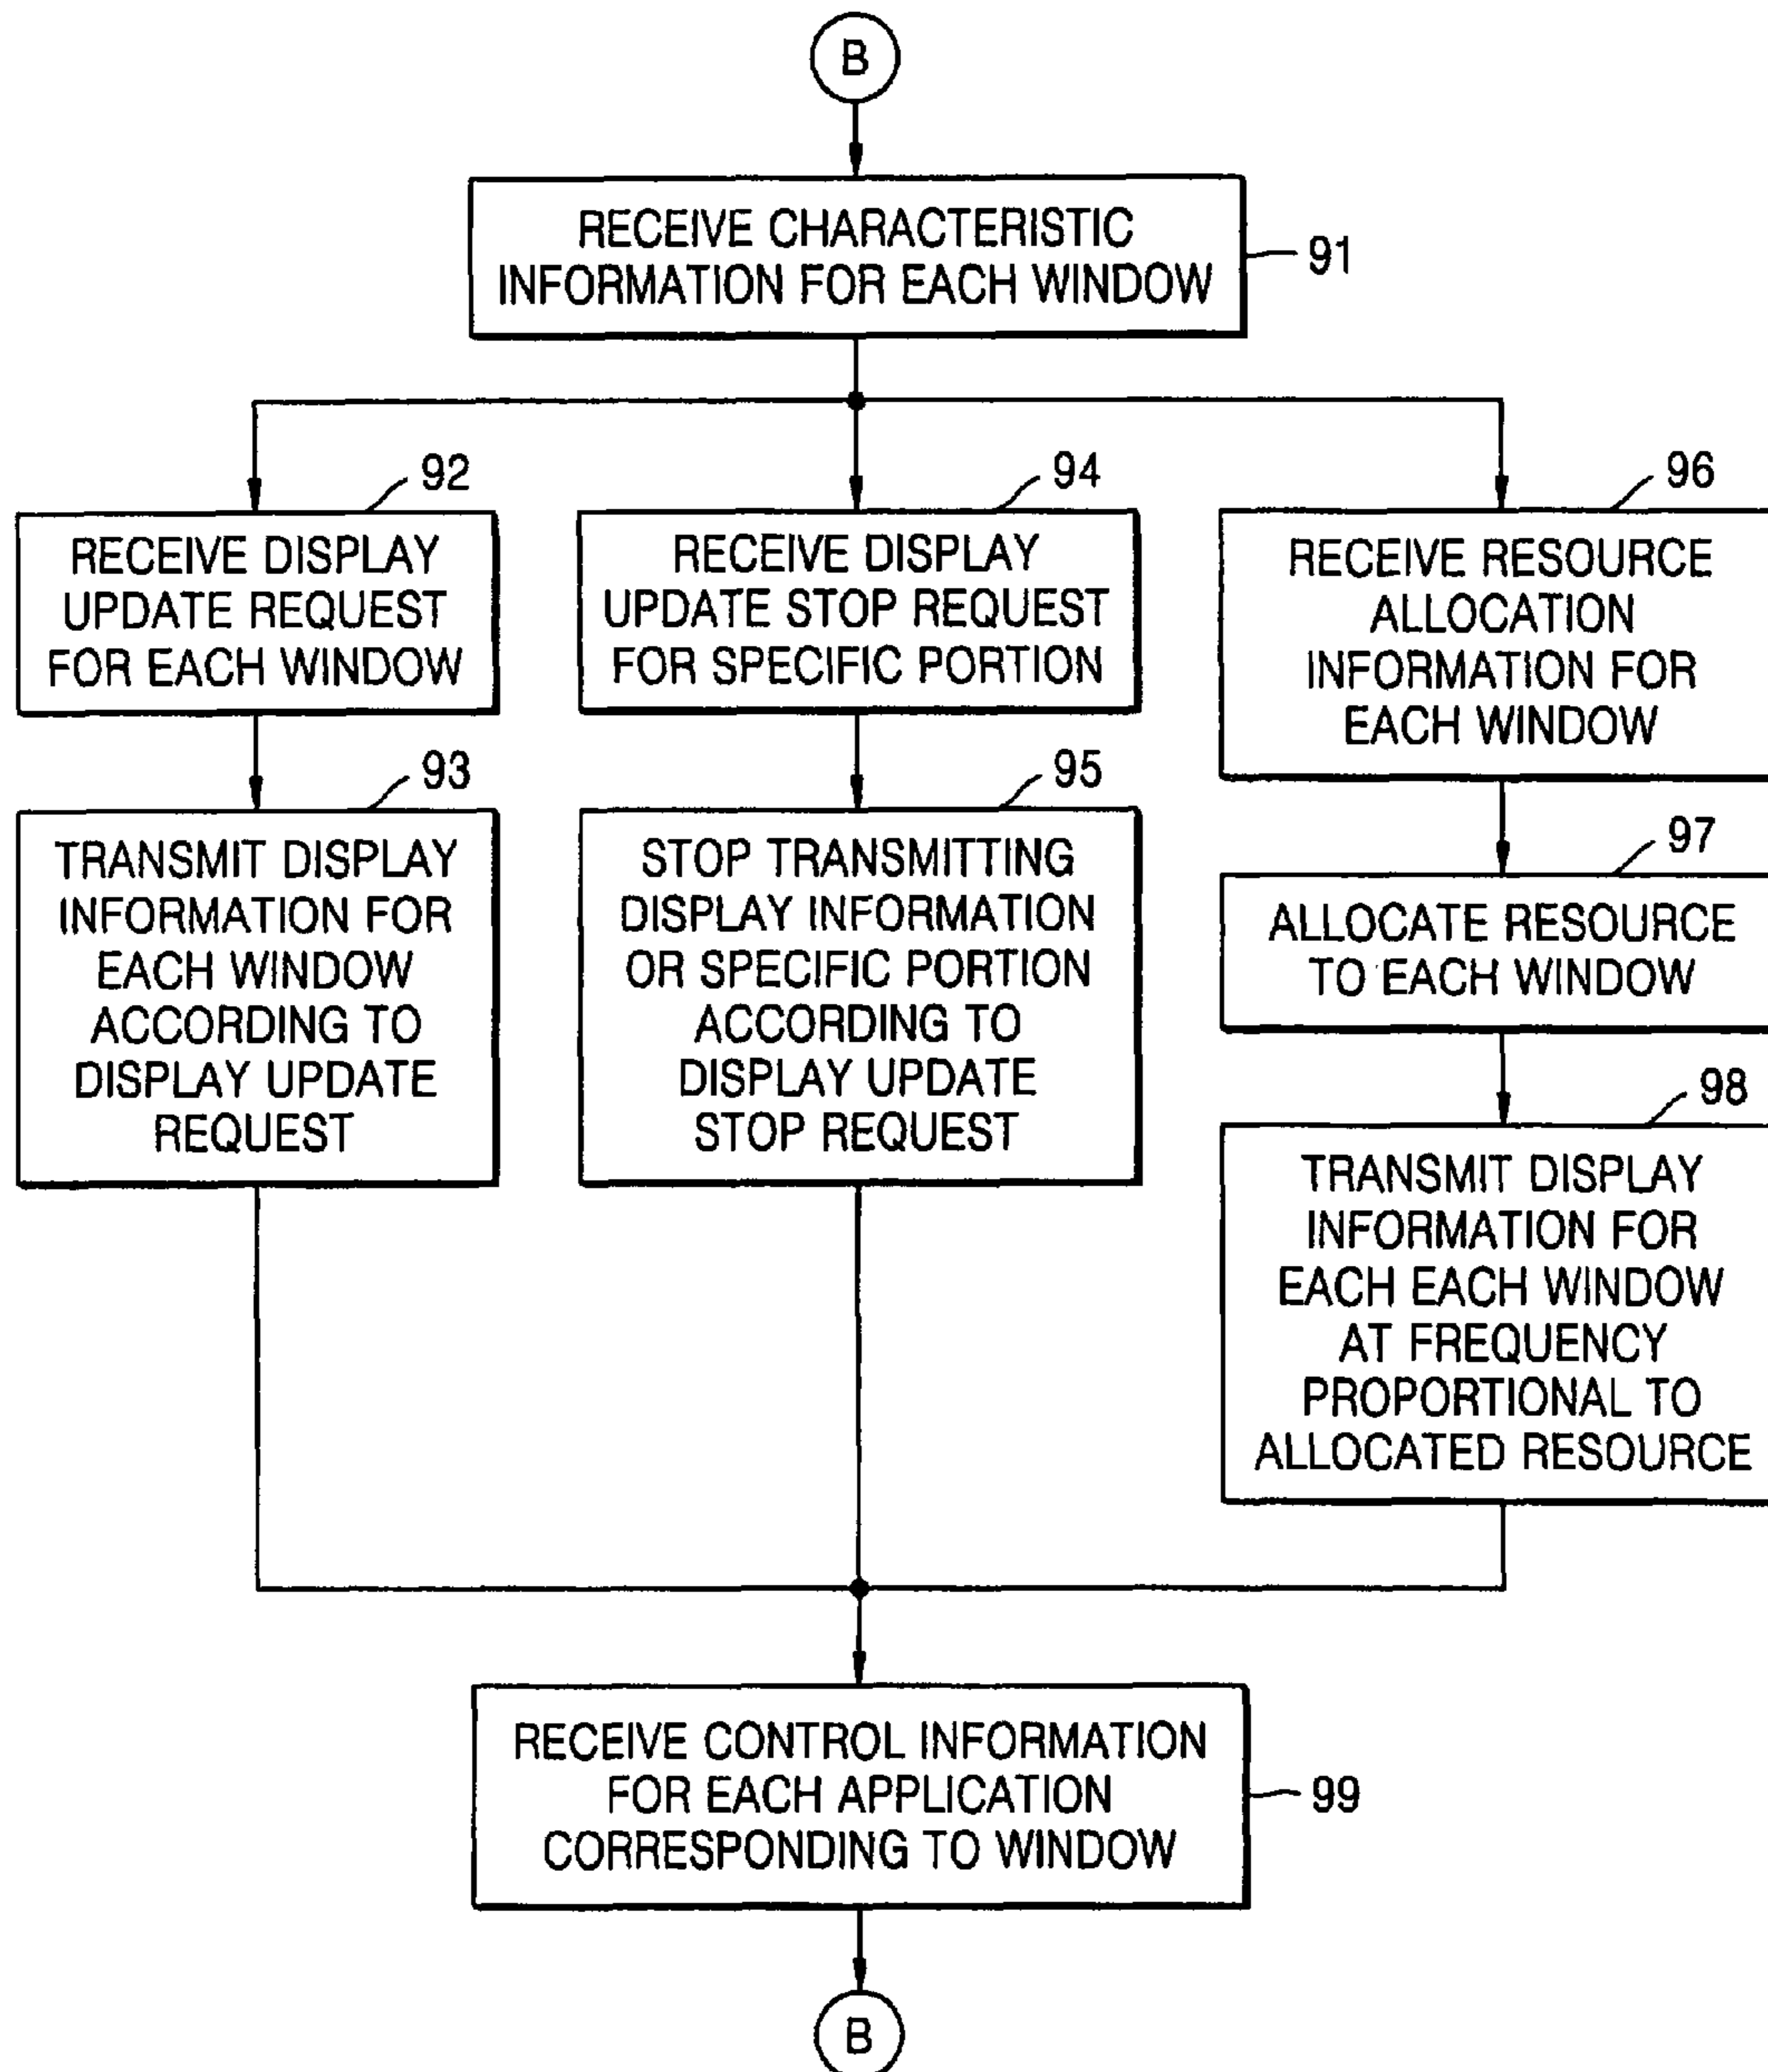 B
RECEIVE CHARACTERISTIC
INFORMATION FOR EACH WINDOW
91
92
RECEIVE DISPLAY
UPDATE REQUEST
FOR EACH WINDOW
94
RECEIVE DISPLAY
UPDATE STOP REQUEST
FOR SPECIFIC PORTION
96
RECEIVE RESOURCE
ALLOCATION
INFORMATION FOR
EACH WINDOW
93
TRANSMIT DISPLAY
INFORMATION FOR
EACH WINDOW
ACCORDING TO
DISPLAY UPDATE
REQUEST
95
STOP TRANSMITTING
DISPLAY INFORMATION
OR SPECIFIC PORTION
ACCORDING TO
DISPLAY UPDATE
STOP REQUEST
97
ALLOCATE RESOURCE
TO EACH WINDOW
98
TRANSMIT DISPLAY
INFORMATION FOR
EACH EACH WINDOW
AT FREQUENCY
PROPORTIONAL TO
ALLOCATED RESOURCE
RECEIVE CONTROL INFORMATION
FOR EACH APPLICATION
CORRESPONDING TO WINDOW
99
B